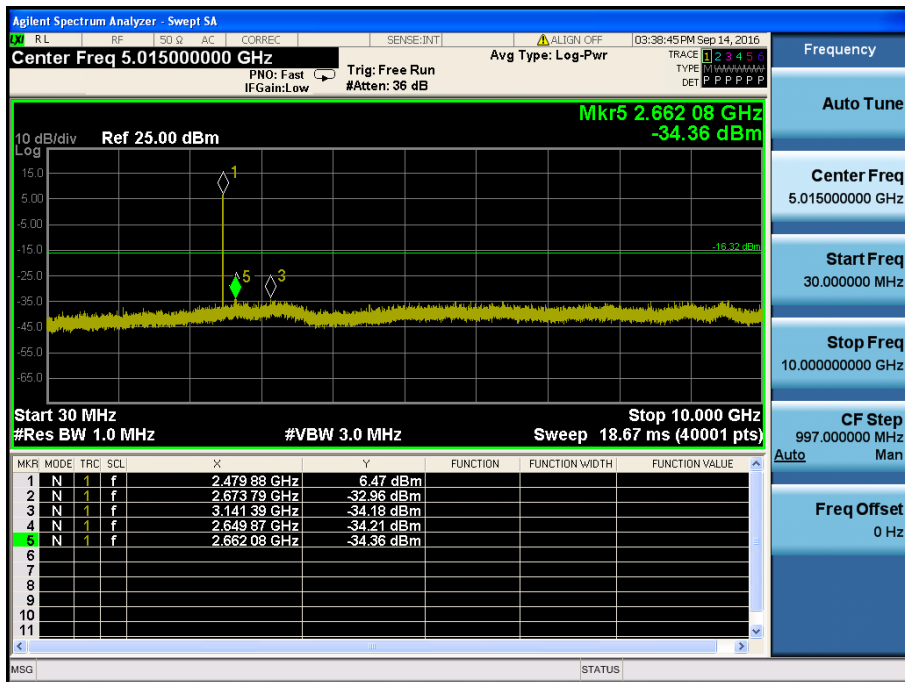 Agilent Spectrum Analyzer - Swept SA
LXI RL RF 50 Ω AC CORREC SENSE:INT ALIGN OFF 03:38:45 PM Sep 14, 2016
Center Freq 5.015000000 GHz
PNO: Fast
IFGain:Low
Trig: Free Run
#Atten: 36 dB
Avg Type: Log-Pwr
TRACE 1 2 3 4 5 6
TYPE M WWWWW
DET P P P P P P
Mkr5 2.662 08 GHz
-34.36 dBm
10 dB/div Ref 25.00 dBm
Log
15.0
5.00
-5.00
-15.0
-25.0
-35.0
-45.0
-55.0
-65.0
1
-16.32 dBm
5
3
Start 30 MHz
Stop 10.000 GHz
#Res BW 1.0 MHz
#VBW 3.0 MHz
Sweep 18.67 ms (40001 pts)
MKR MODE TRC SCL X Y FUNCTION FUNCTION WIDTH FUNCTION VALUE
1 N 1 f 2.479 88 GHz 6.47 dBm
2 N 1 f 2.673 79 GHz -32.96 dBm
3 N 1 f 3.141 39 GHz -34.18 dBm
4 N 1 f 2.649 87 GHz -34.21 dBm
5 N 1 f 2.662 08 GHz -34.36 dBm
6
7
8
9
10
11
MSG
STATUS
Frequency
Auto Tune
Center Freq
5.015000000 GHz
Start Freq
30.000000 MHz
Stop Freq
10.000000000 GHz
CF Step
997.000000 MHz
Auto Man
Freq Offset
0 Hz